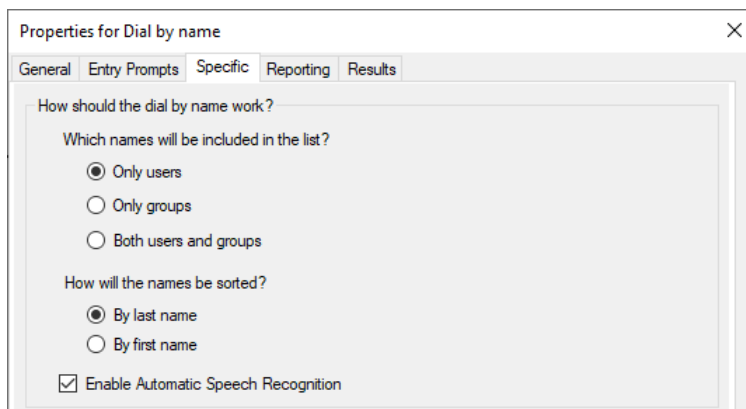 Properties for Dial by name
General Entry Prompts Specific Reporting Results
How should the dial by name work?
Which names will be included in the list?
Only users
Only groups
Both users and groups
How will the names be sorted?
By last name
By first name
Enable Automatic Speech Recognition